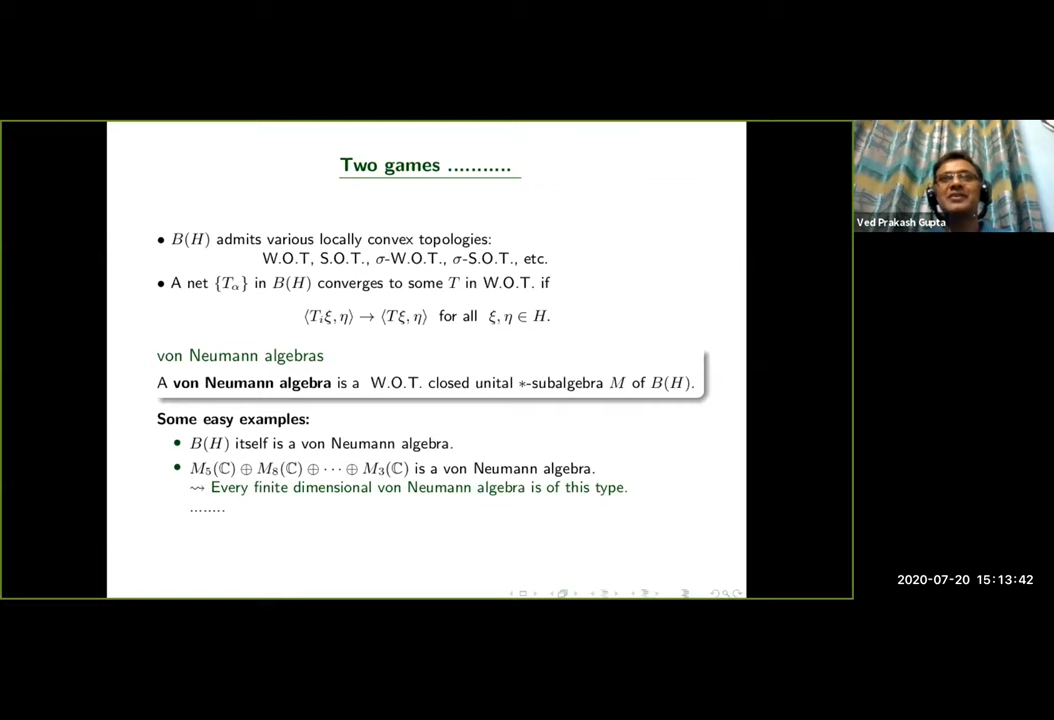 Two games ...........
• B(H) admits various locally convex topologies:
W.O.T, S.O.T., σ-W.O.T., σ-S.O.T., etc.
• A net {Tα} in B(H) converges to some T in W.O.T. if
⟨Tᵢξ, η⟩ → ⟨Tξ, η⟩ for all ξ, η ∈ H.
von Neumann algebras
A von Neumann algebra is a W.O.T. closed unital ∗-subalgebra M of B(H).
Some easy examples:
• B(H) itself is a von Neumann algebra.
• M₅(ℂ) ⊕ M₈(ℂ) ⊕ ··· ⊕ M₃(ℂ) is a von Neumann algebra.
⇝ Every finite dimensional von Neumann algebra is of this type.
........
Ved Prakash Gupta
2020-07-20 15:13:42